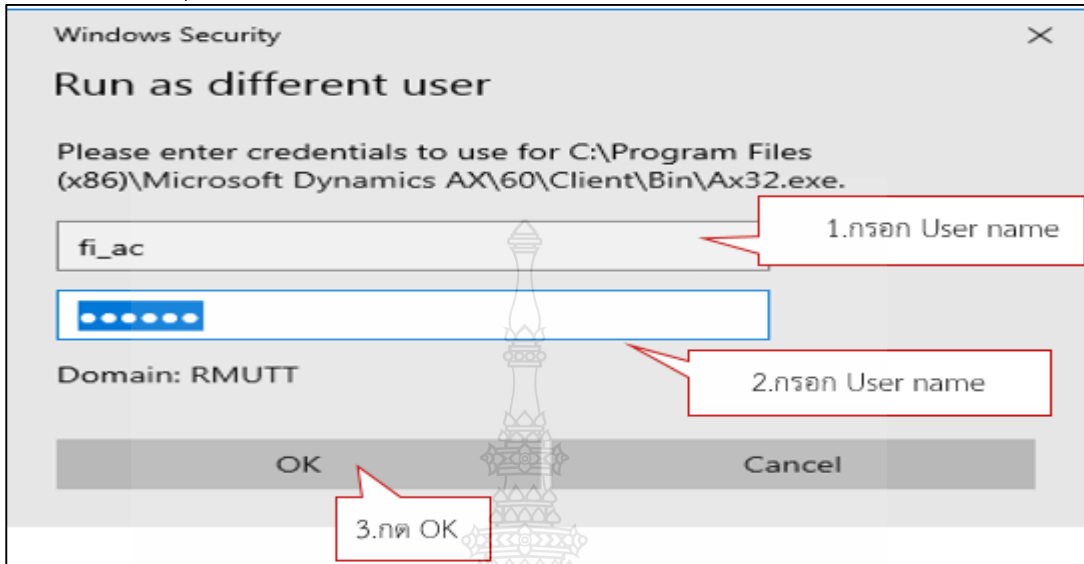 Windows Security
Run as different user
Please enter credentials to use for C:\Program Files
(x86)\Microsoft Dynamics AX\60\Client\Bin\Ax32.exe.
1.กรอก User name
fi_ac
••••••
Domain: RMUTT
2.กรอก User name
OK
Cancel
3.กด OK